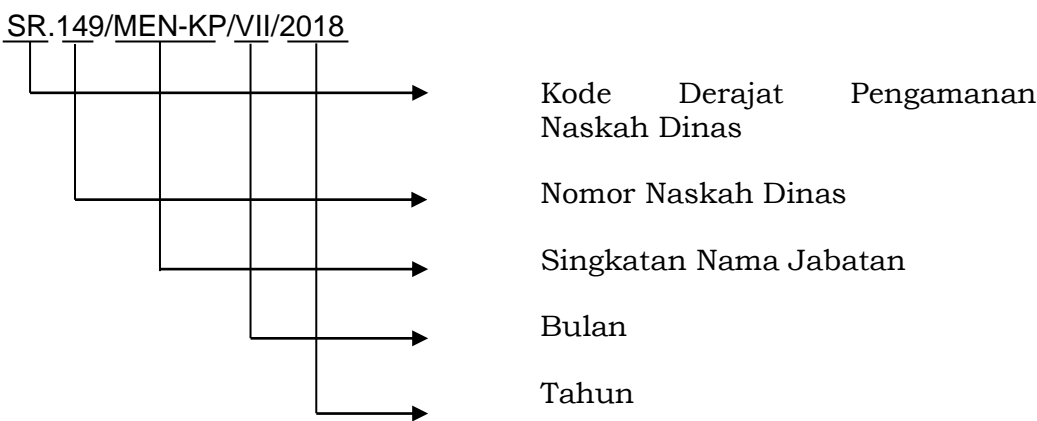 SR.149/MEN-KP/VII/2018
Kode Derajat Pengamanan
Naskah Dinas
Nomor Naskah Dinas
Singkatan Nama Jabatan
Bulan
Tahun